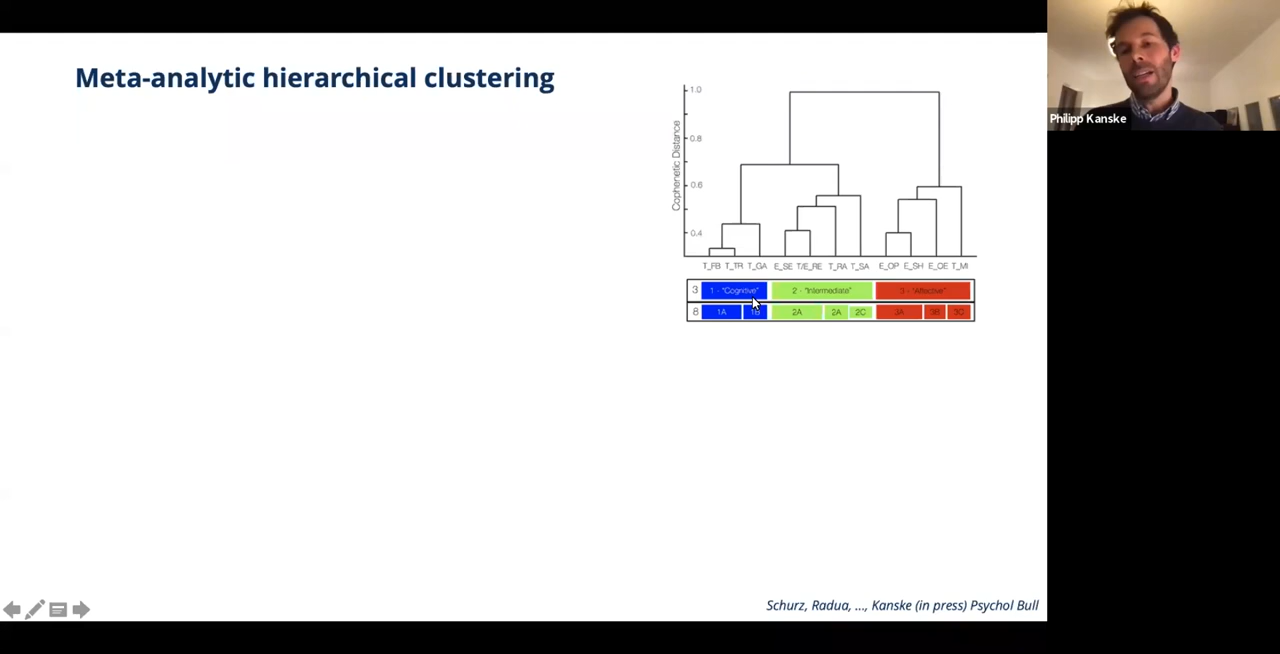 Meta-analytic hierarchical clustering
Philipp Kanske
Cophenetic Distance
1.0
0.8
0.6
0.4
T_FB T_TR T_GA E_SE T/E_RE T_RA T_SA E_OP E_SH E_OE T_MI
3 1 - "Cognitive" 2 - "Intermediate" 3 - "Affective"
8 1A 1B 2A 2A 2C 3A 3B 3C
Schurz, Radua, ..., Kanske (in press) Psychol Bull